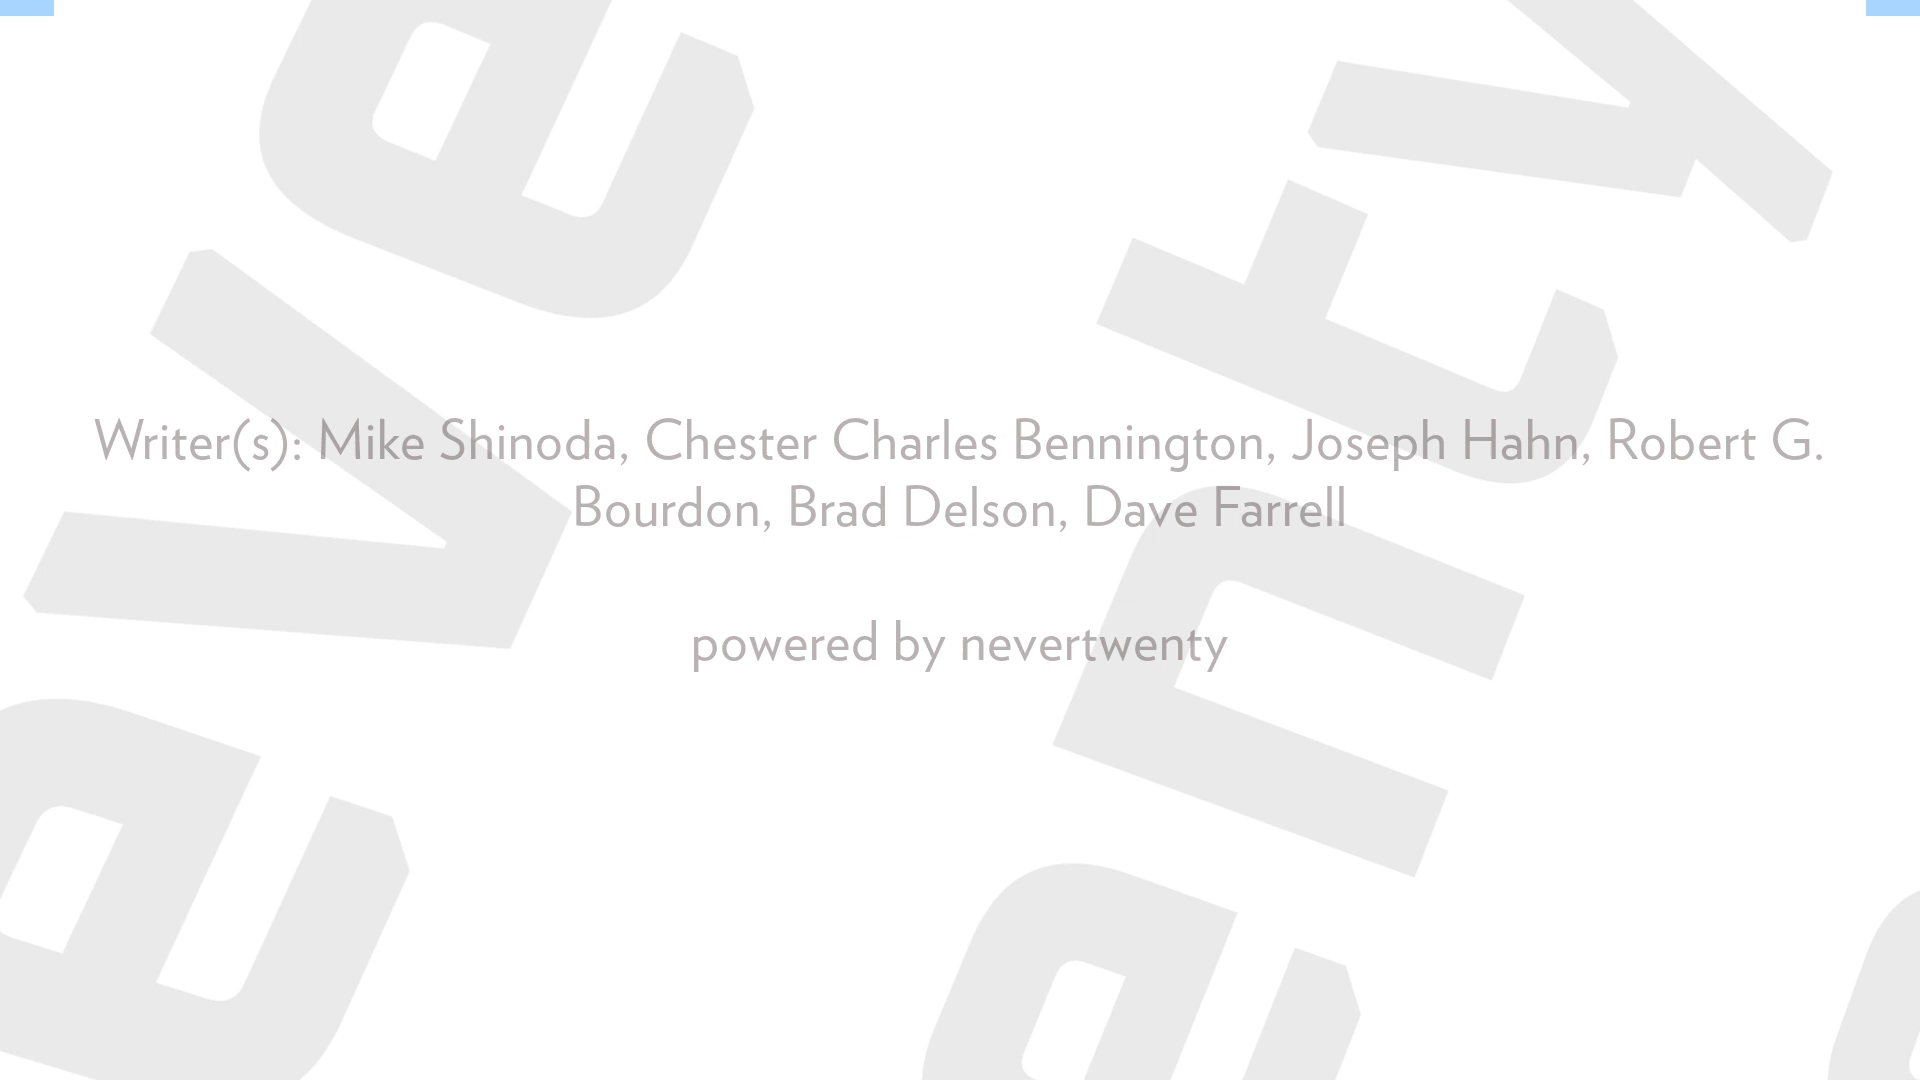 Writer(s): Mike Shinoda, Chester Charles Bennington, Joseph Hahn, Robert G.
Bourdon, Brad Delson, Dave Farrell
powered by nevertwenty